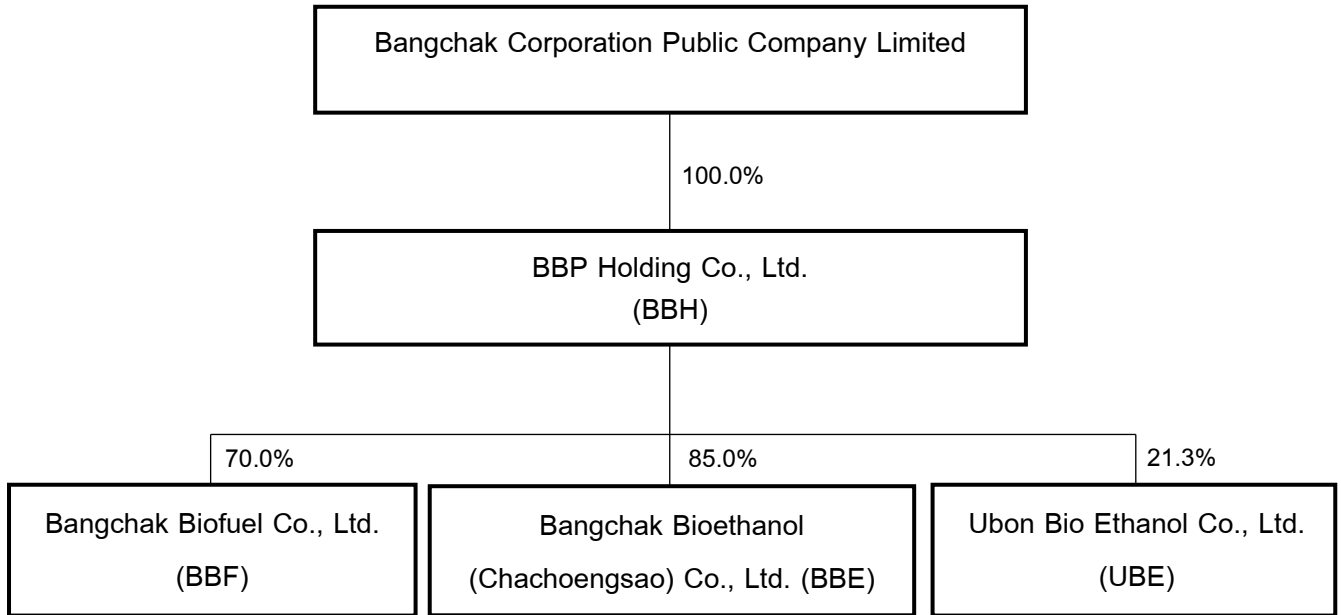 Bangchak Corporation Public Company Limited
100.0%
BBP Holding Co., Ltd.
(BBH)
70.0%
85.0%
21.3%
Bangchak Biofuel Co., Ltd.
(BBF)
Bangchak Bioethanol
(Chachoengsao) Co., Ltd. (BBE)
Ubon Bio Ethanol Co., Ltd.
(UBE)